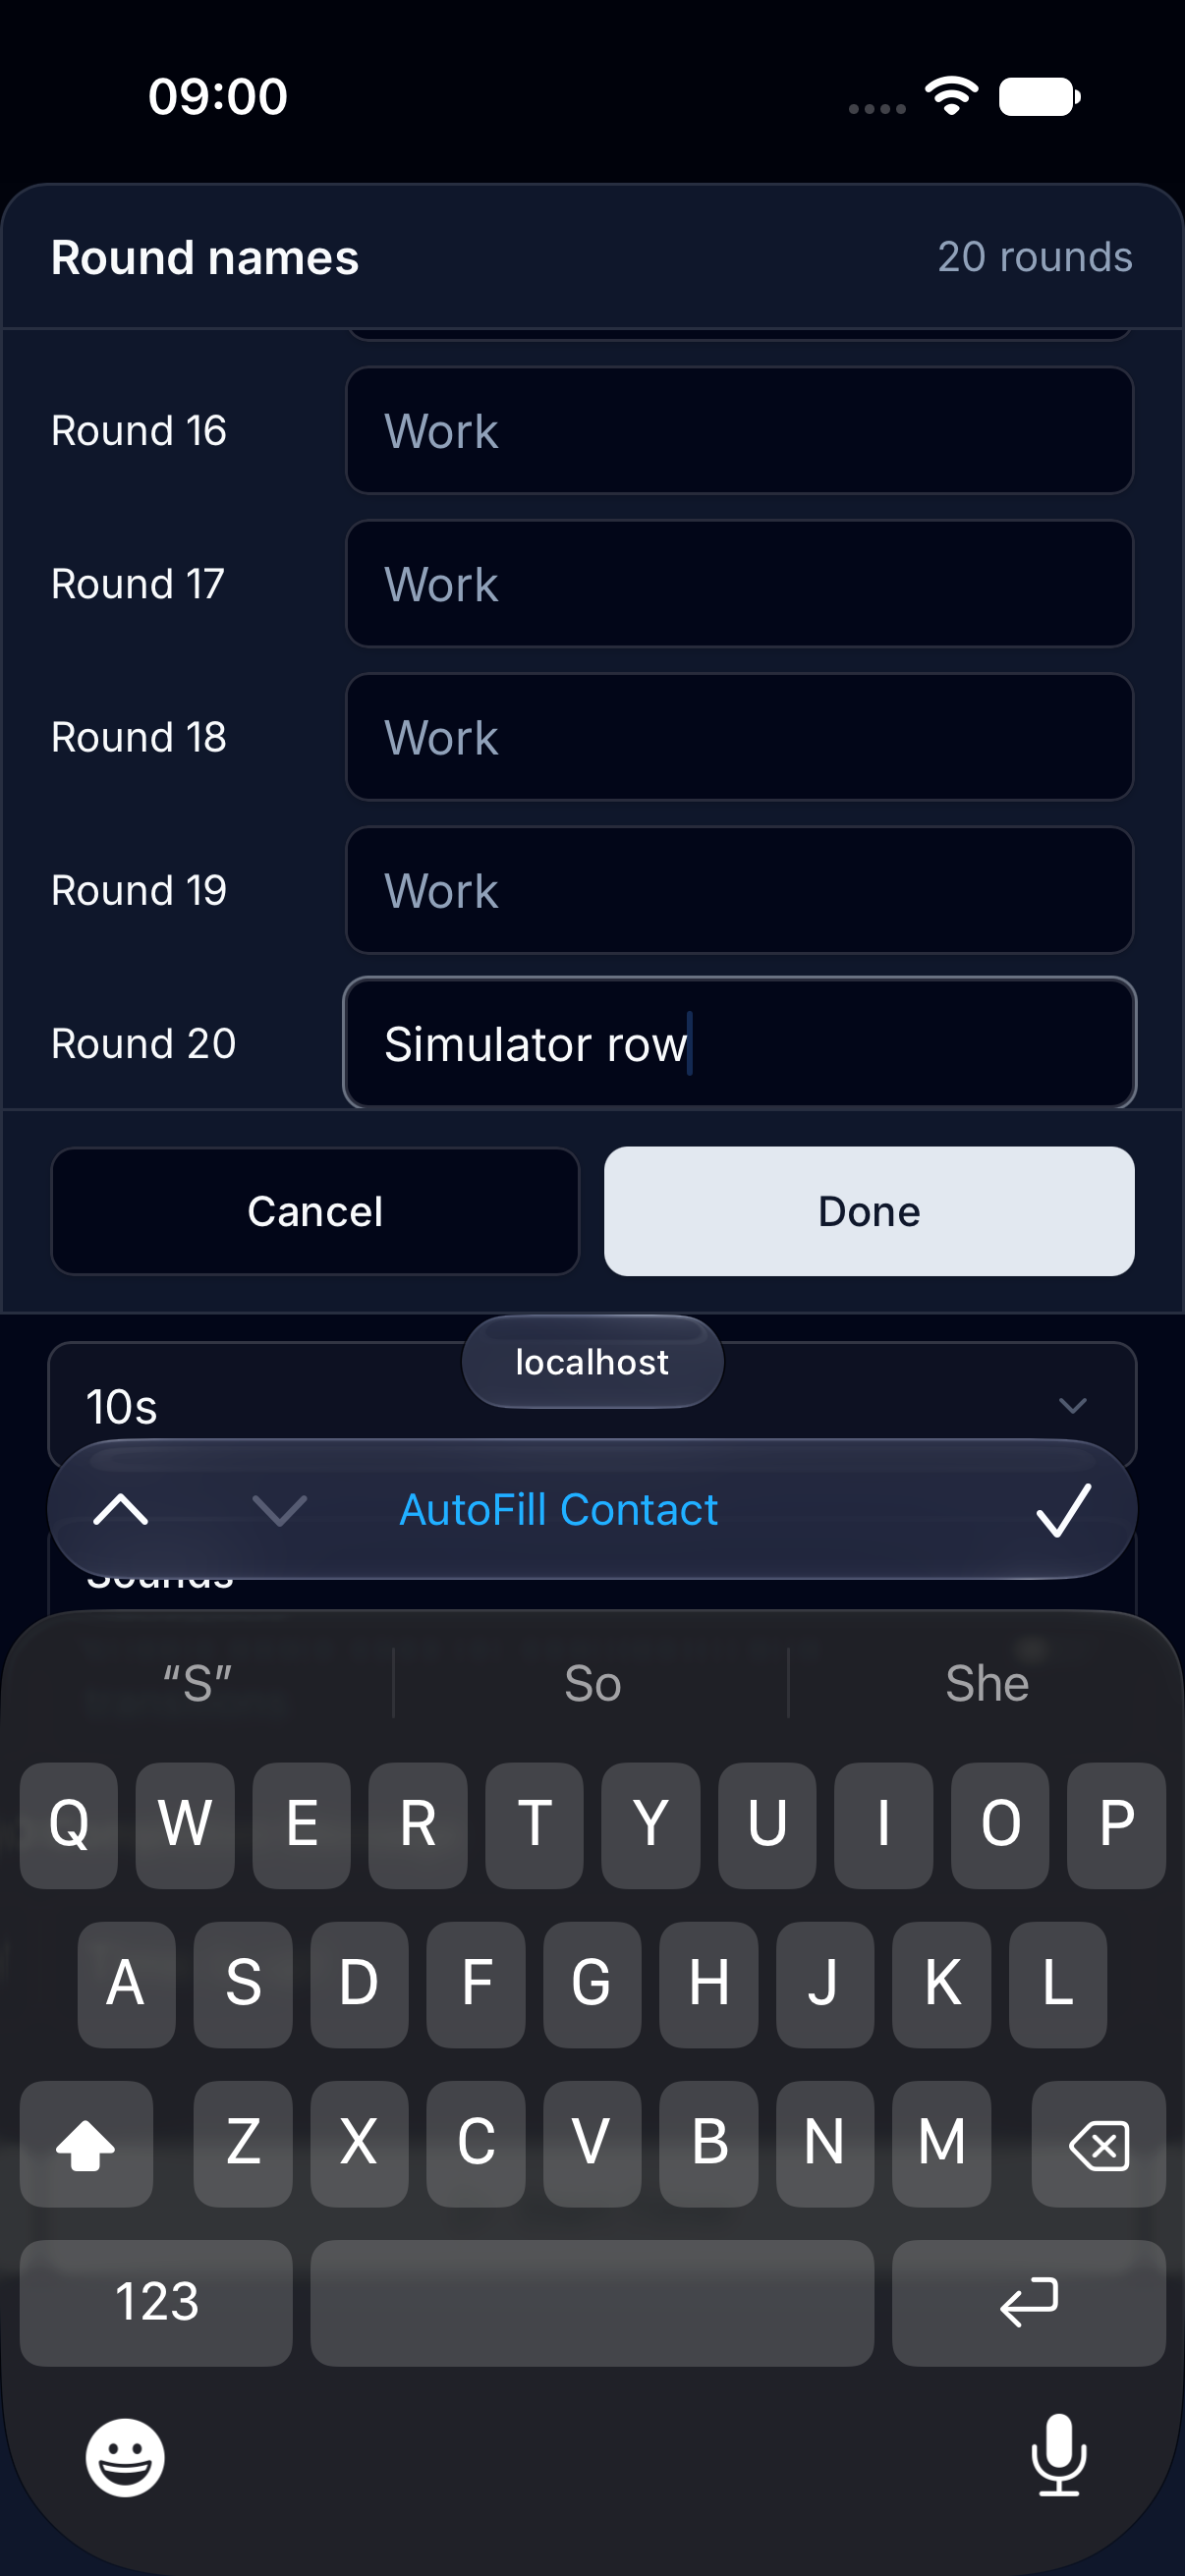 09:00
Round names
20 rounds
Round 16
Work
Round 17
Work
Round 18
Work
Round 19
Work
Round 20
Simulator row
Cancel
Done
localhost
10s
AutoFill Contact
Sounds
“S”
So
She
Q W E R T Y U I O P
A S D F G H J K L
Z X C V B N M
123